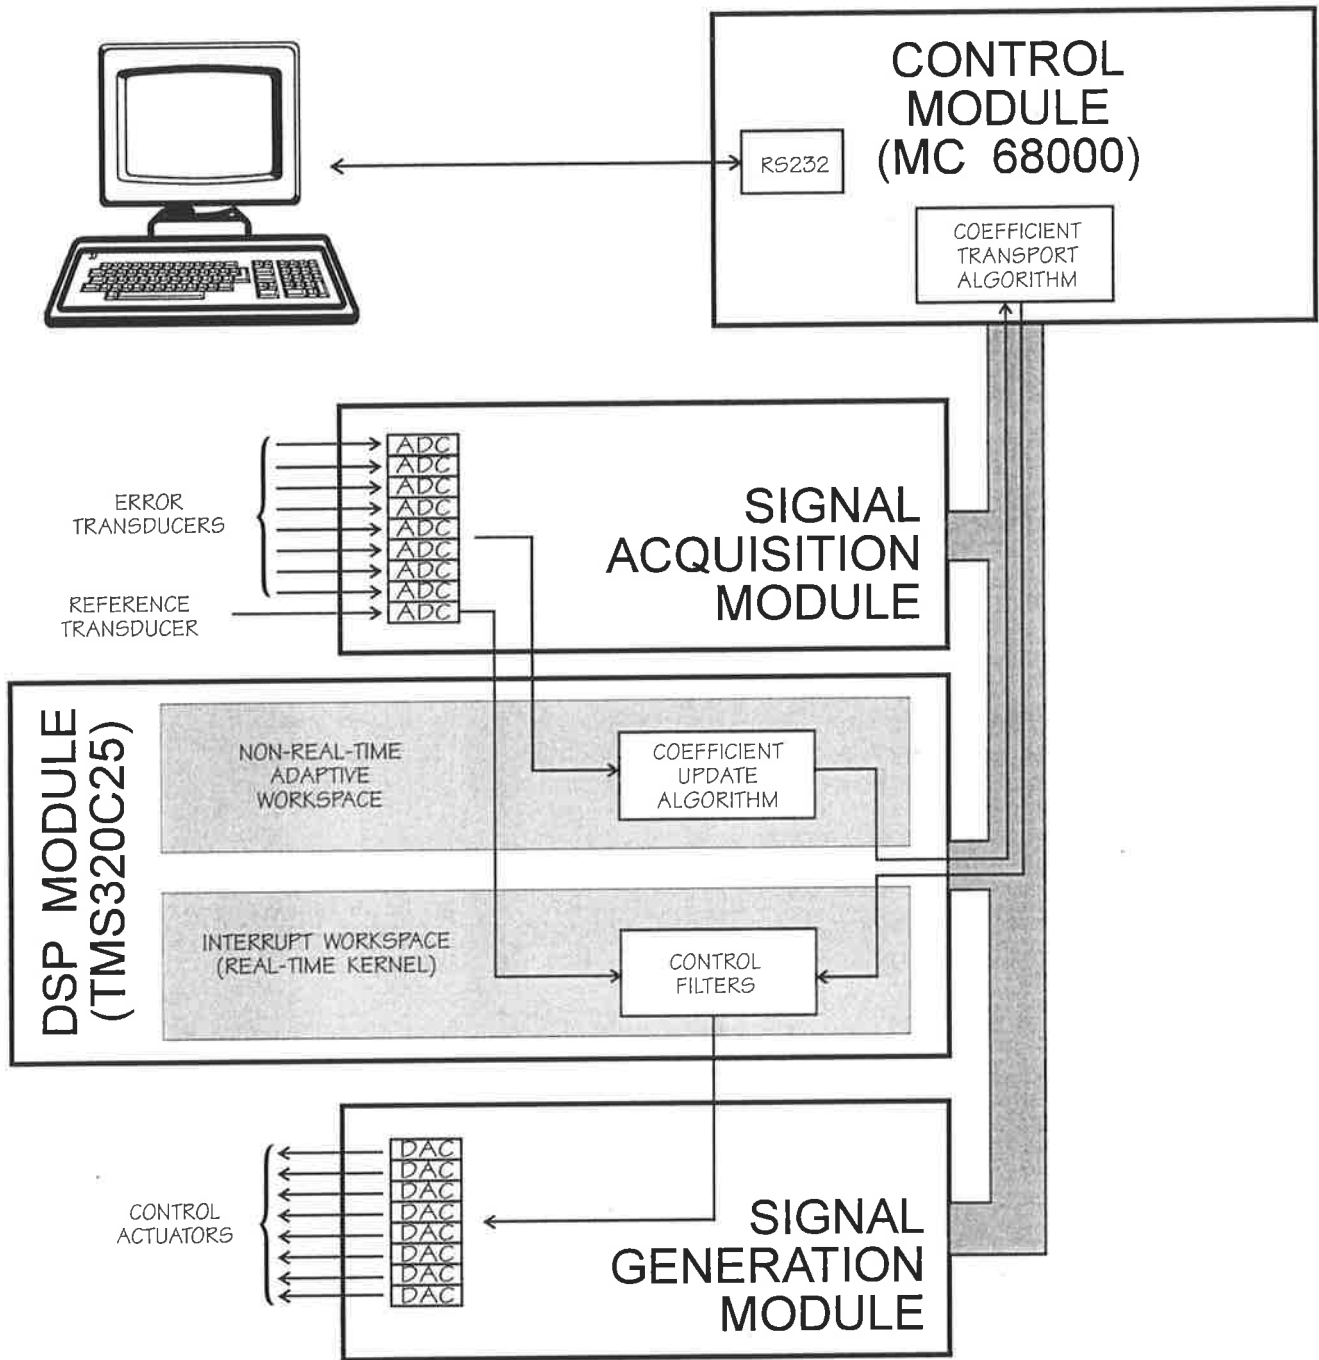 CONTROL
MODULE
(MC 68000)
RS232
COEFFICIENT
TRANSPORT
ALGORITHM
ERROR
TRANSDUCERS
REFERENCE
TRANSDUCER
ADC
ADC
ADC
ADC
ADC
ADC
ADC
ADC
ADC
SIGNAL
ACQUISITION
MODULE
DSP MODULE
(TMS320C25)
NON-REAL-TIME
ADAPTIVE
WORKSPACE
COEFFICIENT
UPDATE
ALGORITHM
INTERRUPT WORKSPACE
(REAL-TIME KERNEL)
CONTROL
FILTERS
CONTROL
ACTUATORS
DAC
DAC
DAC
DAC
DAC
DAC
DAC
DAC
SIGNAL
GENERATION
MODULE